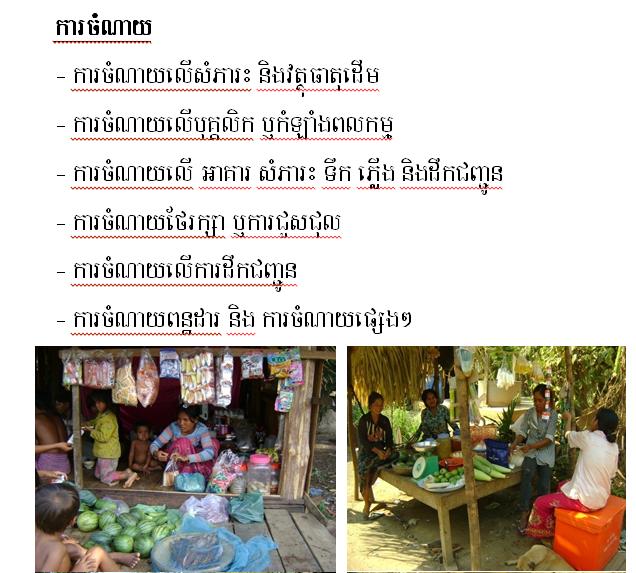 ការចំណាយ
- ការចំណាយលើសំភារះ និងវត្ថុធាតុដើម
- ការចំណាយលើបុគ្គលិក ឬកំឡាំងពលកម្ម
- ការចំណាយលើ អាគារ សំភារះ ទឹក ភ្លើង និងដឹកជញ្ជូន
- ការចំណាយថែរក្សា ឬការជួសជុល
- ការចំណាយលើការដឹកជញ្ជូន
- ការចំណាយពន្ធដារ និង ការចំណាយផ្សេងៗ